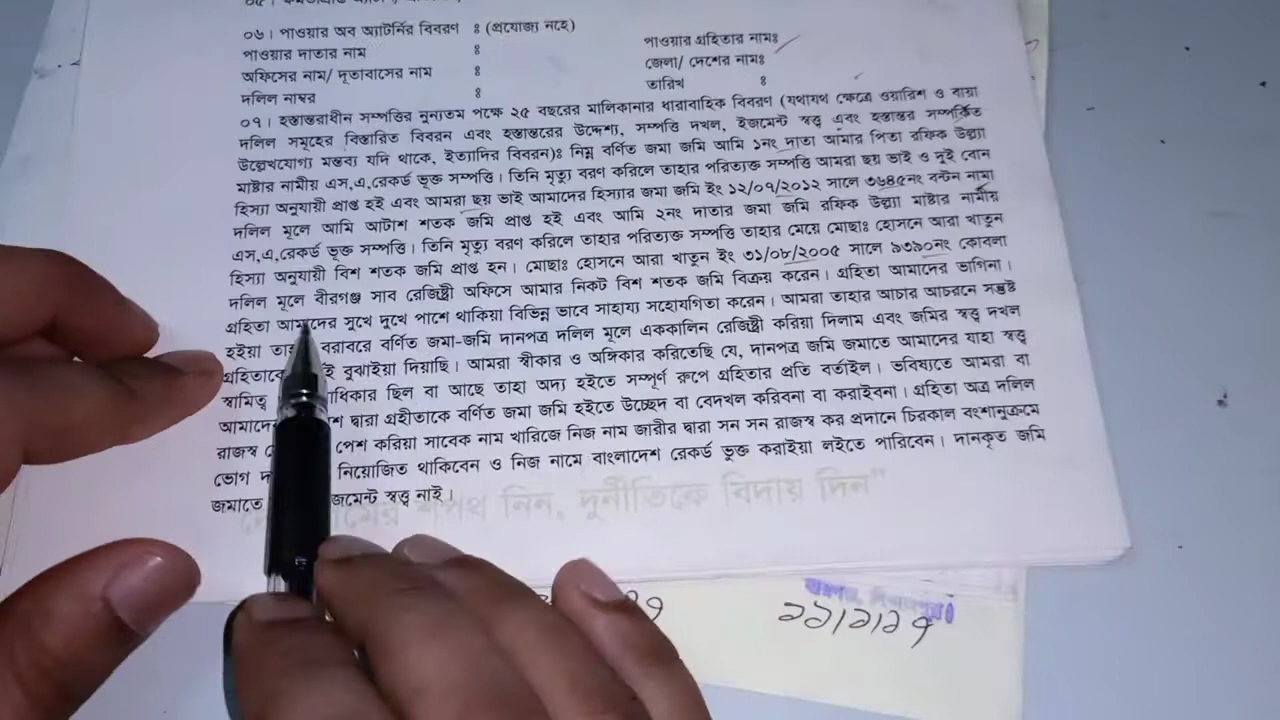 ০৬। পাওয়ার অব অ্যাটর্নির বিবরণ ঃ (প্রযোজ্য নহে)
পাওয়ার দাতার নাম ঃ পাওয়ার গ্রহিতার নামঃ
অফিসের নাম/ দূতাবাসের নাম ঃ জেলা/ দেশের নামঃ
দলিল নাম্বর ঃ তারিখ ঃ
০৭। হস্তান্তরাধীন সম্পত্তির নুন্যতম পক্ষে ২৫ বছরের মালিকানার ধারাবাহিক বিবরণ (যথাযথ ক্ষেত্রে ওয়ারিশ ও বায়া
দলিল সমূহের বিস্তারিত বিবরন এবং হস্তান্তরের উদ্দেশ্য, সম্পত্তি দখল, ইজমেন্ট স্বত্ব এবং হস্তান্তর সম্পর্কিত
উল্লেখযোগ্য মন্তব্য যদি থাকে, ইত্যাদির বিবরন)ঃ নিম্ন বর্ণিত জমা জমি আমি ১নং দাতা আমার পিতা রফিক উল্ল্যা
মাষ্টার নামীয় এস,এ,রেকর্ড ভূক্ত সম্পত্তি। তিনি মৃত্যু বরণ করিলে তাহার পরিত্যক্ত সম্পত্তি আমরা ছয় ভাই ও দুই বোন
হিস্যা অনুযায়ী প্রাপ্ত হই এবং আমরা ছয় ভাই আমাদের হিস্যার জমা জমি ইং ১২/০৭/২০১২ সালে ৩৬৪৫নং বন্টন নামা
দলিল মূলে আমি আটাশ শতক জমি প্রাপ্ত হই এবং আমি ২নং দাতার জমা জমি রফিক উল্ল্যা মাষ্টার নামীয়
এস,এ,রেকর্ড ভূক্ত সম্পত্তি। তিনি মৃত্যু বরণ করিলে তাহার পরিত্যক্ত সম্পত্তি তাহার মেয়ে মোছাঃ হোসনে আরা খাতুন
হিস্যা অনুযায়ী বিশ শতক জমি প্রাপ্ত হন। মোছাঃ হোসনে আরা খাতুন ইং ৩১/০৮/২০০৫ সালে ৯৩৯০নং কোবলা
দলিল মূলে বীরগঞ্জ সাব রেজিষ্ট্রী অফিসে আমার নিকট বিশ শতক জমি বিক্রয় করেন। গ্রহিতা আমাদের ভাগিনা।
গ্রহিতা আমাদের সুখে দুখে পাশে থাকিয়া বিভিন্ন ভাবে সাহায্য সহোযগিতা করেন। আমরা তাহার আচার আচরনে সন্তুষ্ট
হইয়া বরাবরে বর্ণিত জমা-জমি দানপত্র দলিল মূলে এককালিন রেজিষ্ট্রী করিয়া দিলাম এবং জমির স্বত্ব দখল
গ্রহিতাকে বুঝাইয়া দিয়াছি। আমরা স্বীকার ও অঙ্গিকার করিতেছি যে, দানপত্র জমি জমাতে আমাদের যাহা স্বত্ব
স্বামিত্ব ছিল বা আছে তাহা অদ্য হইতে সম্পূর্ণ রুপে গ্রহিতার প্রতি বর্তাইল। ভবিষ্যতে আমরা বা
দ্বারা গ্রহীতাকে বর্ণিত জমা জমি হইতে উচ্ছেদ বা বেদখল করিবনা বা করাইবনা। গ্রহিতা অত্র দলিল
রাজস্ব পেশ করিয়া সাবেক নাম খারিজে নিজ নাম জারীর দ্বারা সন সন রাজস্ব কর প্রদানে চিরকাল বংশানুক্রমে
ভোগ নিয়োজিত থাকিবেন ও নিজ নামে বাংলাদেশ রেকর্ড ভুক্ত করাইয়া লইতে পারিবেন। দানকৃত জমি
জমাতে স্বত্ব নাই।
শপথ নিন, দুর্নীতিকে বিদায় দিন"